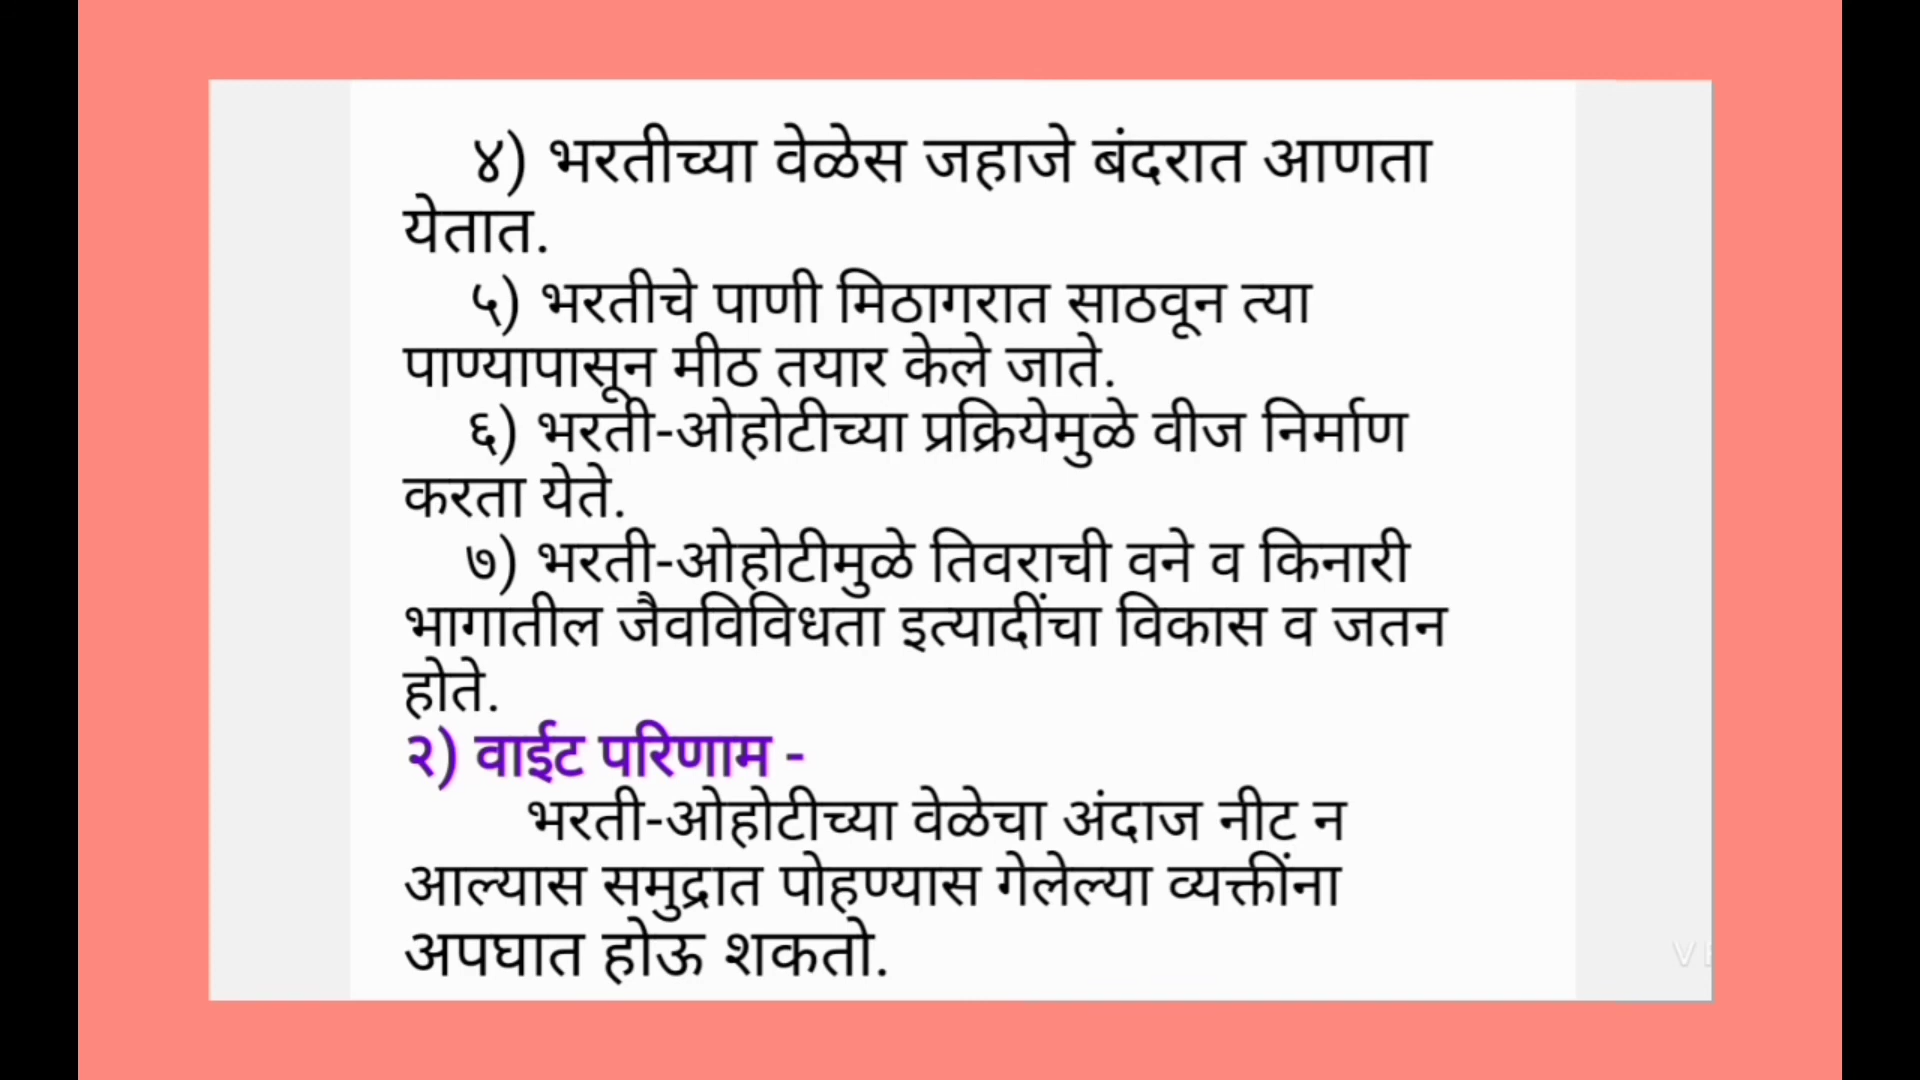 ४) भरतीच्या वेळेस जहाजे बंदरात आणता
येतात.
५) भरतीचे पाणी मिठागरात साठवून त्या
पाण्यापासून मीठ तयार केले जाते.
६) भरती-ओहोटीच्या प्रक्रियेमुळे वीज निर्माण
करता येते.
७) भरती-ओहोटीमुळे तिवराची वने व किनारी
भागातील जैवविविधता इत्यादींचा विकास व जतन
होते.
२) वाईट परिणाम -
भरती-ओहोटीच्या वेळेचा अंदाज नीट न
आल्यास समुद्रात पोहण्यास गेलेल्या व्यक्तींना
अपघात होऊ शकतो.